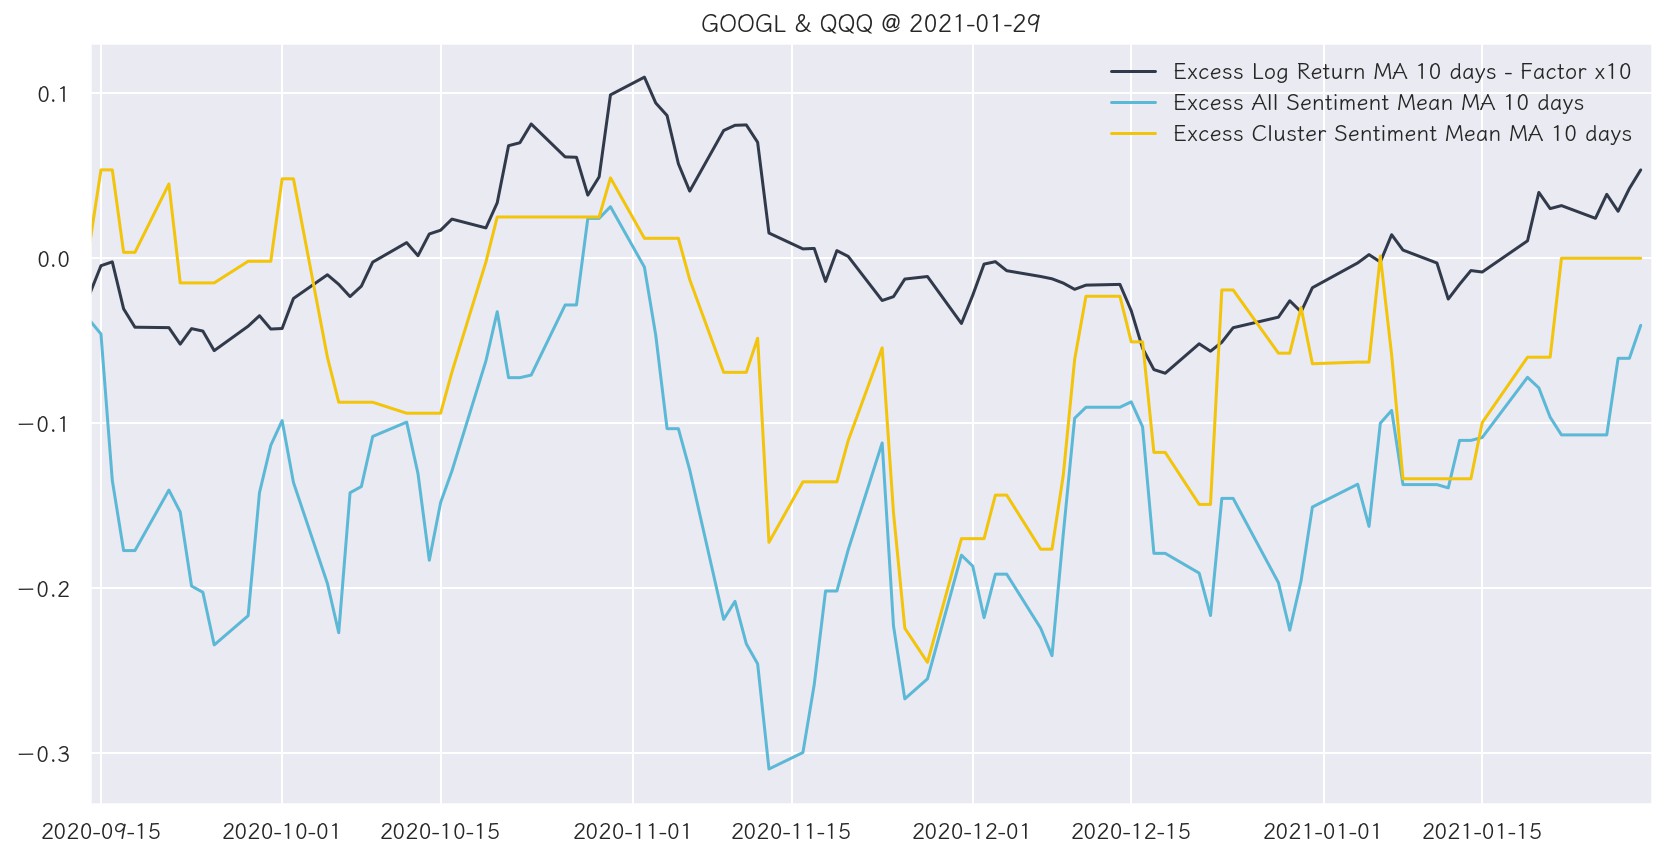 GOOGL & QQQ @ 2021-01-29
Excess Log Return MA 10 days - Factor x10
Excess All Sentiment Mean MA 10 days
Excess Cluster Sentiment Mean MA 10 days
0.1
0.0
−0.1
−0.2
−0.3
2020-09-15 2020-10-01 2020-10-15 2020-11-01 2020-11-15 2020-12-01 2020-12-15 2021-01-01 2021-01-15